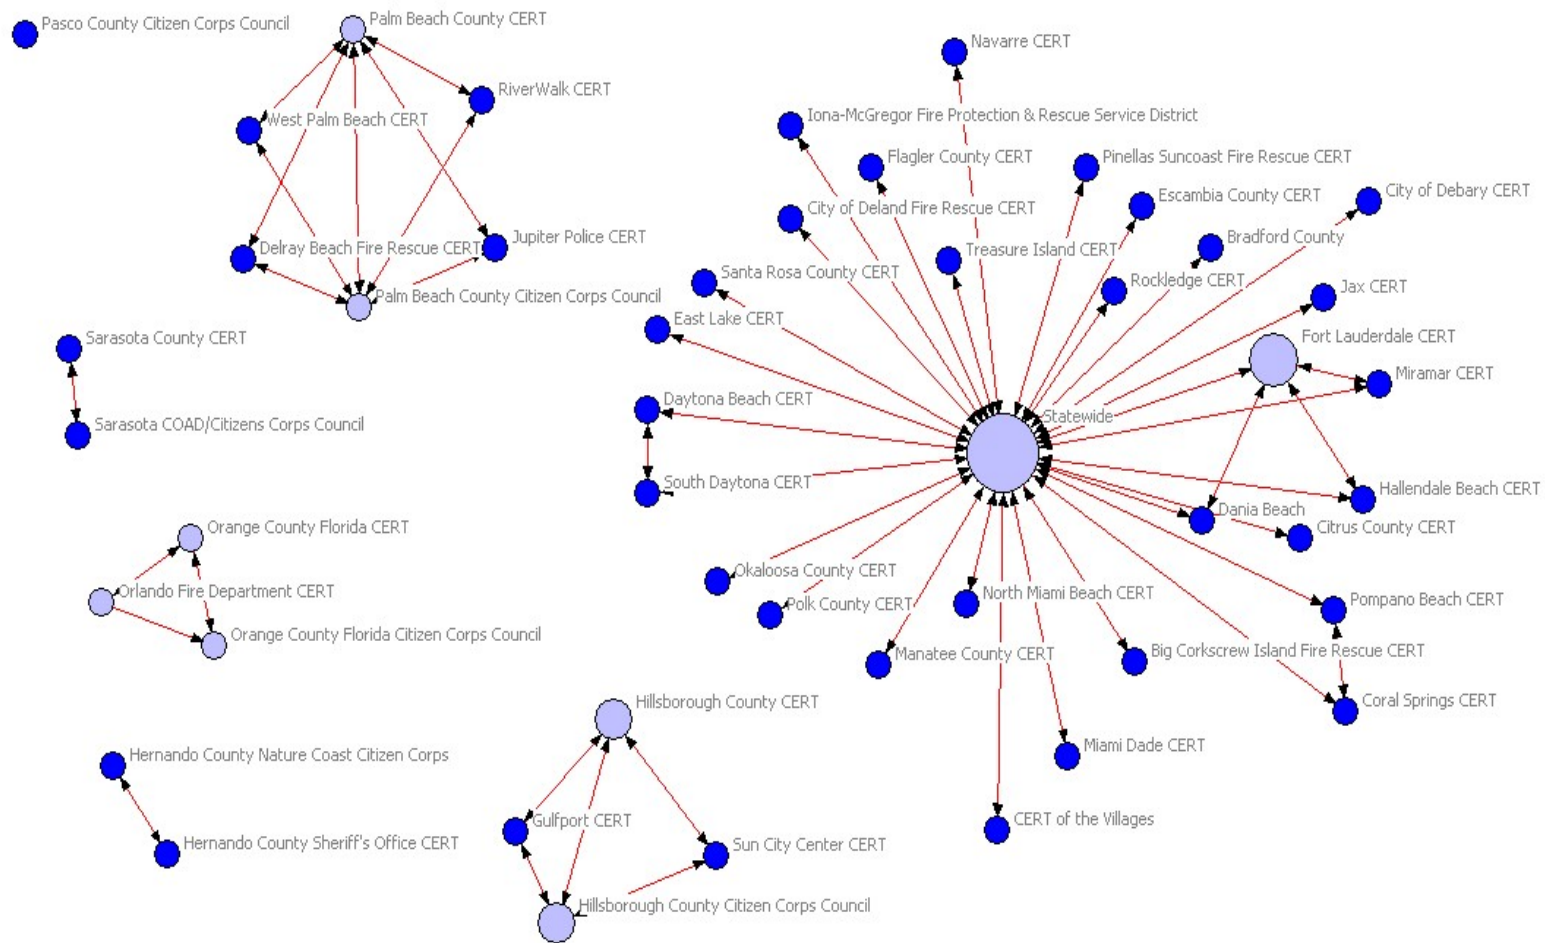 Pasco County Citizen Corps Council
Palm Beach County CERT
Navarre CERT
RiverWalk CERT
West Palm Beach CERT
Iona-McGregor Fire Protection & Rescue Service District
Flagler County CERT
Pinellas Suncoast Fire Rescue CERT
City of Debary CERT
Escambia County CERT
City of Deland Fire Rescue CERT
Jupiter Police CERT
Bradford County
Delray Beach Fire Rescue CERT
Treasure Island CERT
Santa Rosa County CERT
Rockledge CERT
Jax CERT
Palm Beach County Citizen Corps Council
East Lake CERT
Sarasota County CERT
Fort Lauderdale CERT
Miramar CERT
Daytona Beach CERT
Statewide
Sarasota COAD/Citizens Corps Council
South Daytona CERT
Hallendale Beach CERT
Dania Beach
Citrus County CERT
Orange County Florida CERT
Okaloosa County CERT
Orlando Fire Department CERT
North Miami Beach CERT
Pompano Beach CERT
Polk County CERT
Orange County Florida Citizen Corps Council
Manatee County CERT
Big Corkscrew Island Fire Rescue CERT
Hillsborough County CERT
Coral Springs CERT
Miami Dade CERT
Hernando County Nature Coast Citizen Corps
Gulfport CERT
CERT of the Villages
Hernando County Sheriff's Office CERT
Sun City Center CERT
Hillsborough County Citizen Corps Council